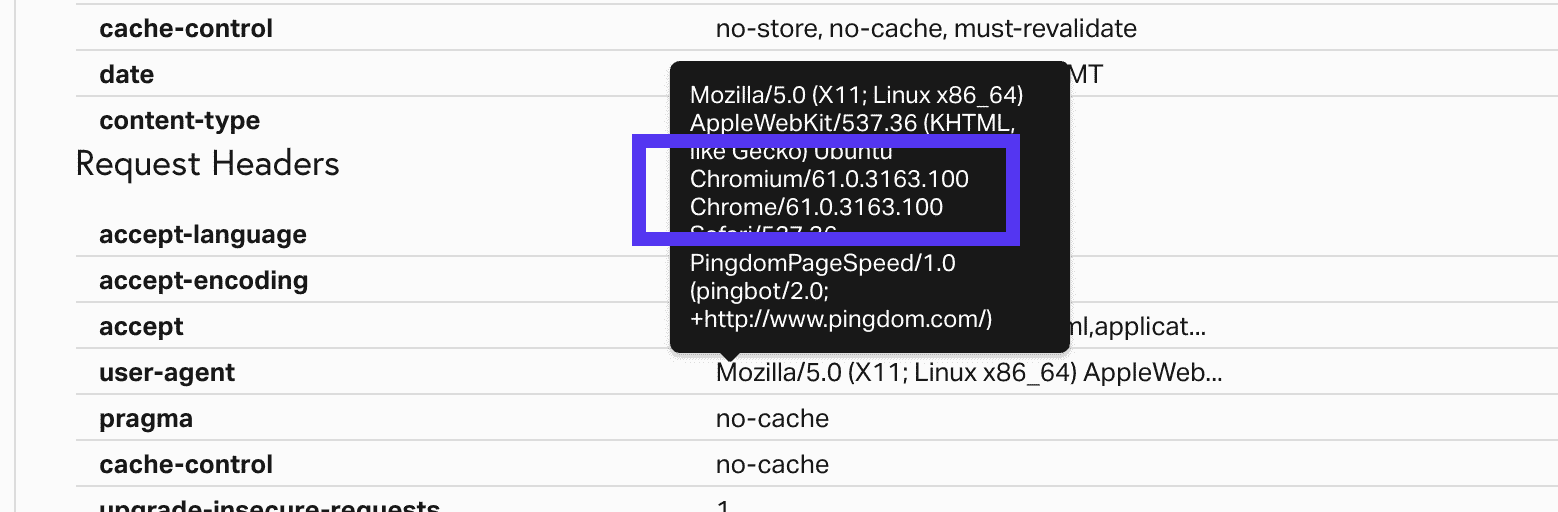 cache-control no-store, no-cache, must-revalidate
date MT
content-type
Request Headers
Mozilla/5.0 (X11; Linux x86_64)
AppleWebKit/537.36 (KHTML,
like Gecko) Ubuntu
Chromium/61.0.3163.100
Chrome/61.0.3163.100
Safari/537.36
PingdomPageSpeed/1.0
(pingbot/2.0;
+http://www.pingdom.com/)
accept-language
accept-encoding
accept ml,applicat...
user-agent Mozilla/5.0 (X11; Linux x86_64) AppleWeb...
pragma no-cache
cache-control no-cache
upgrade-insecure-requests 1